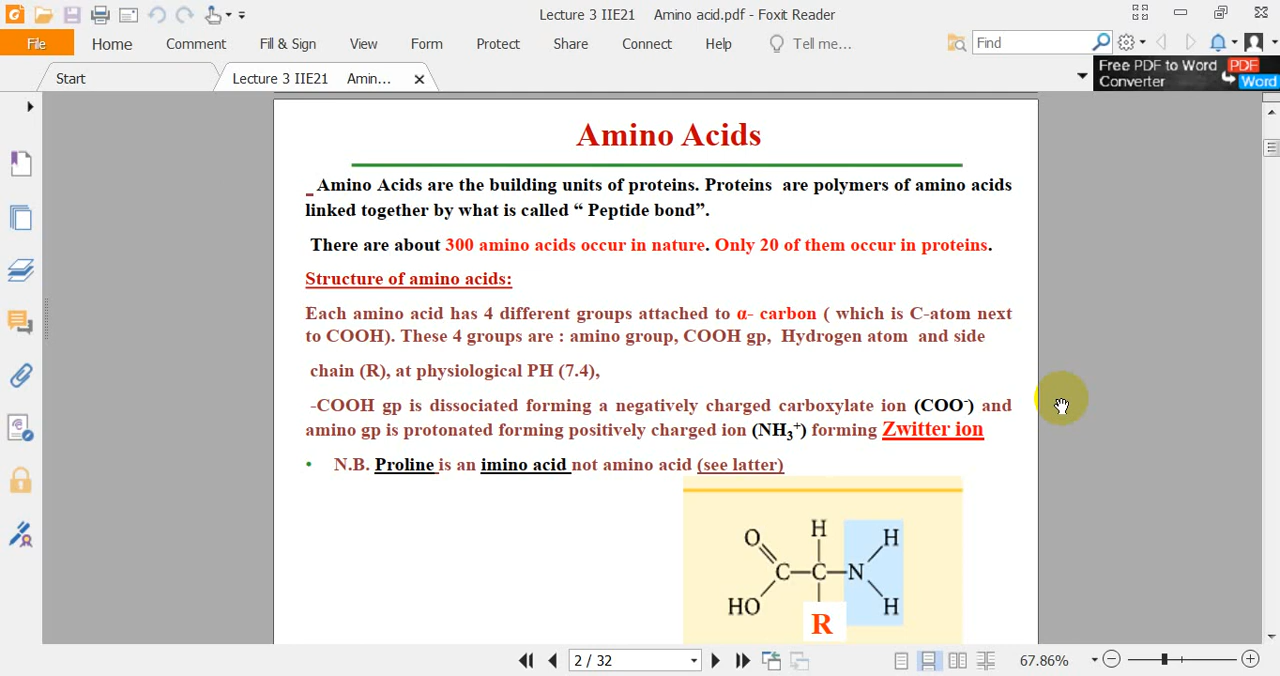 Lecture 3 IIE21 Amino acid.pdf - Foxit Reader
File Home Comment Fill & Sign View Form Protect Share Connect Help Tell me... Find
Start Lecture 3 IIE21 Amin...
Free PDF to Word Converter PDF Word
Amino Acids
Amino Acids are the building units of proteins. Proteins are polymers of amino acids
linked together by what is called “ Peptide bond”.
There are about 300 amino acids occur in nature. Only 20 of them occur in proteins.
Structure of amino acids:
Each amino acid has 4 different groups attached to α- carbon ( which is C-atom next
to COOH). These 4 groups are : amino group, COOH gp, Hydrogen atom and side
chain (R), at physiological PH (7.4),
-COOH gp is dissociated forming a negatively charged carboxylate ion (COO-) and
amino gp is protonated forming positively charged ion (NH3+) forming Zwitter ion
• N.B. Proline is an imino acid not amino acid (see latter)
H
O H
C C N
HO H
R
2 / 32 67.86%